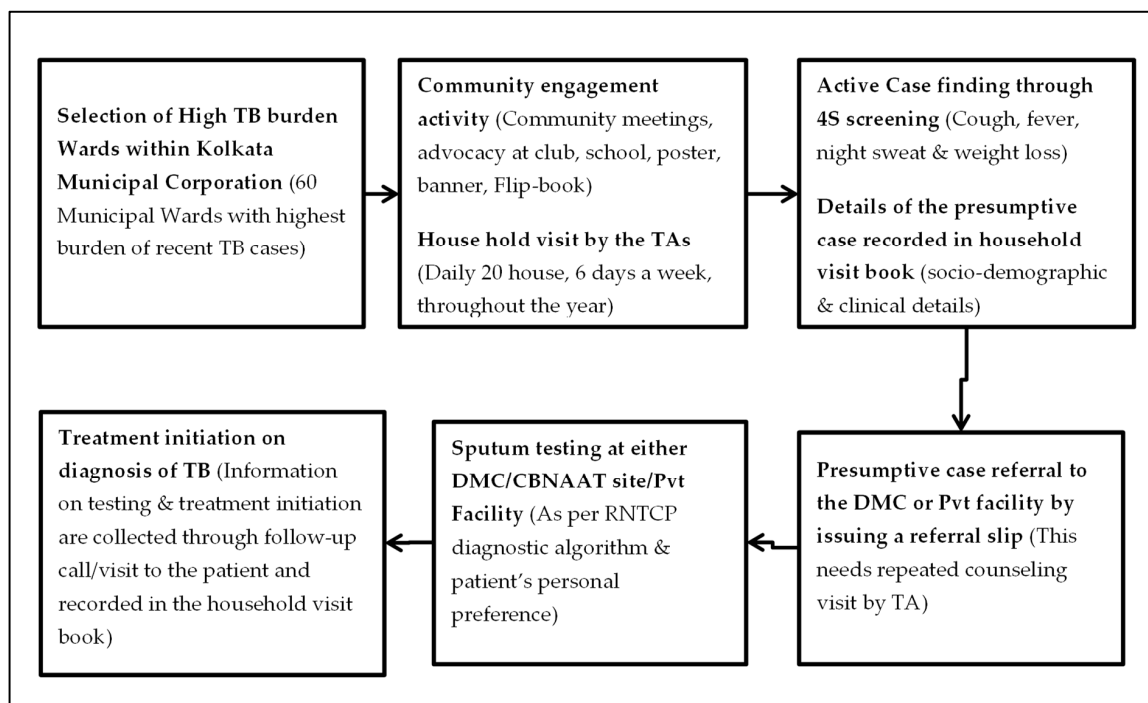 Selection of High TB burden
Wards within Kolkata
Municipal Corporation (60
Municipal Wards with highest
burden of recent TB cases)
Community engagement
activity (Community meetings,
advocacy at club, school, poster,
banner, Flip-book)
House hold visit by the TAs
(Daily 20 house, 6 days a week,
throughout the year)
Active Case finding through
4S screening (Cough, fever,
night sweat & weight loss)
Details of the presumptive
case recorded in household
visit book (socio-demographic
& clinical details)
Presumptive case referral to
the DMC or Pvt facility by
issuing a referral slip (This
needs repeated counseling
visit by TA)
Sputum testing at either
DMC/CBNAAT site/Pvt
Facility (As per RNTCP
diagnostic algorithm &
patient's personal
preference)
Treatment initiation on
diagnosis of TB (Information
on testing & treatment initiation
are collected through follow-up
call/visit to the patient and
recorded in the household visit
book)